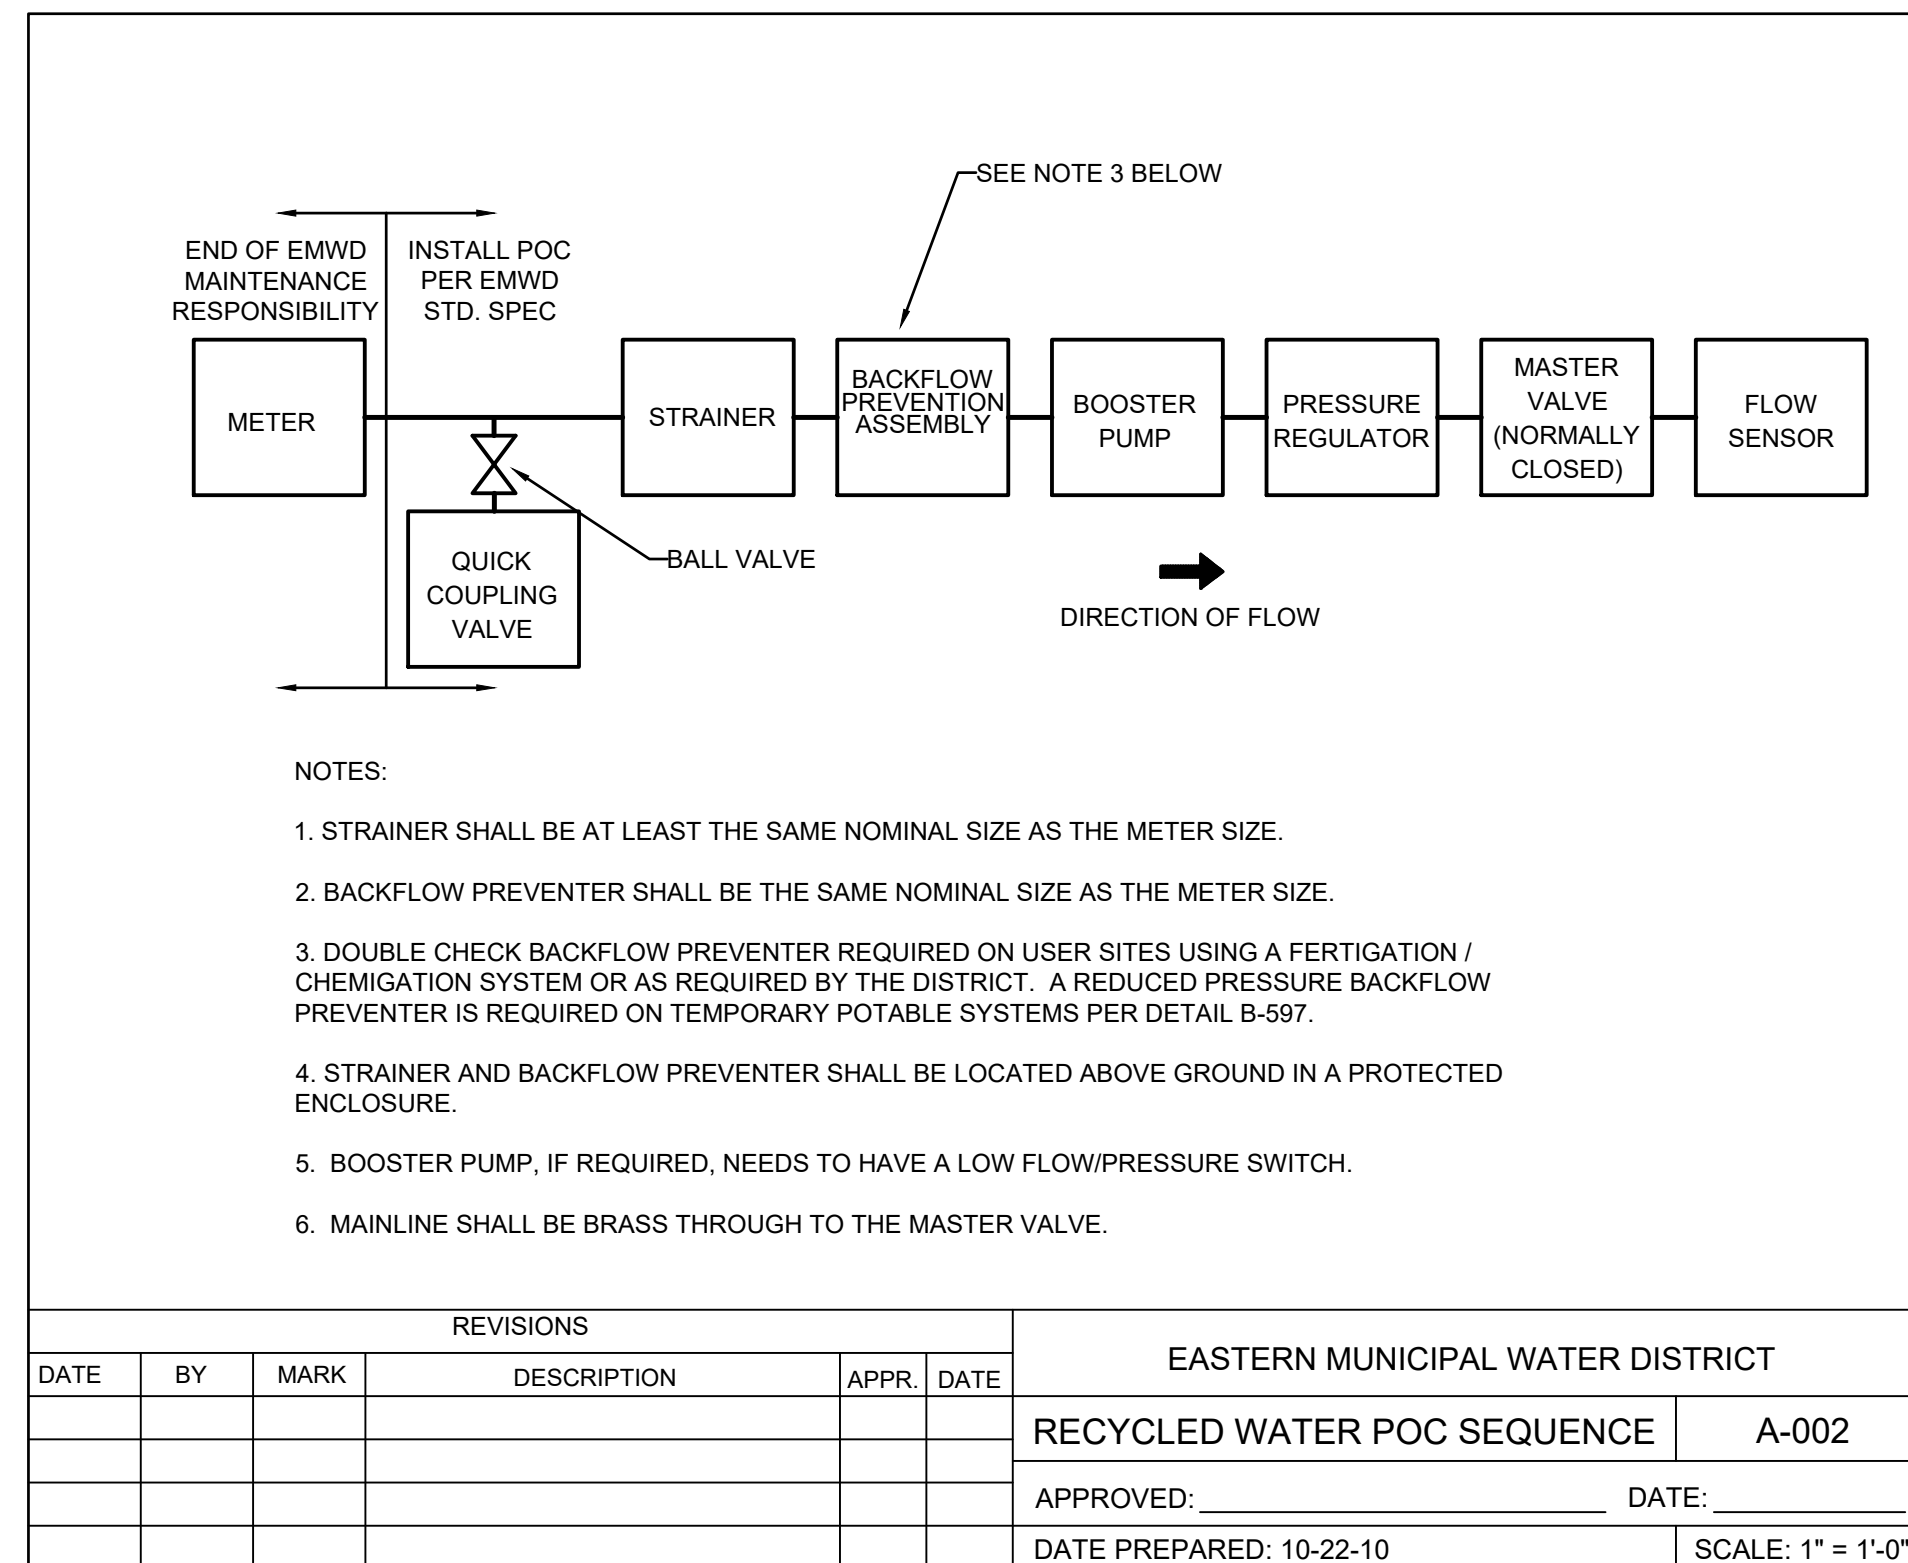 SEE NOTE 3 BELOW
END OF EMWD
MAINTENANCE
RESPONSIBILITY
INSTALL POC
PER EMWD
STD. SPEC
METER
STRAINER
BACKFLOW
PREVENTION
ASSEMBLY
BOOSTER
PUMP
PRESSURE
REGULATOR
MASTER
VALVE
(NORMALLY
CLOSED)
FLOW
SENSOR
QUICK
COUPLING
VALVE
BALL VALVE
DIRECTION OF FLOW
NOTES:
1. STRAINER SHALL BE AT LEAST THE SAME NOMINAL SIZE AS THE METER SIZE.
2. BACKFLOW PREVENTER SHALL BE THE SAME NOMINAL SIZE AS THE METER SIZE.
3. DOUBLE CHECK BACKFLOW PREVENTER REQUIRED ON USER SITES USING A FERTIGATION /
CHEMIGATION SYSTEM OR AS REQUIRED BY THE DISTRICT. A REDUCED PRESSURE BACKFLOW
PREVENTER IS REQUIRED ON TEMPORARY POTABLE SYSTEMS PER DETAIL B-597.
4. STRAINER AND BACKFLOW PREVENTER SHALL BE LOCATED ABOVE GROUND IN A PROTECTED
ENCLOSURE.
5. BOOSTER PUMP, IF REQUIRED, NEEDS TO HAVE A LOW FLOW/PRESSURE SWITCH.
6. MAINLINE SHALL BE BRASS THROUGH TO THE MASTER VALVE.
REVISIONS
DATE BY MARK DESCRIPTION APPR. DATE
EASTERN MUNICIPAL WATER DISTRICT
RECYCLED WATER POC SEQUENCE A-002
APPROVED: DATE:
DATE PREPARED: 10-22-10 SCALE: 1" = 1'-0"